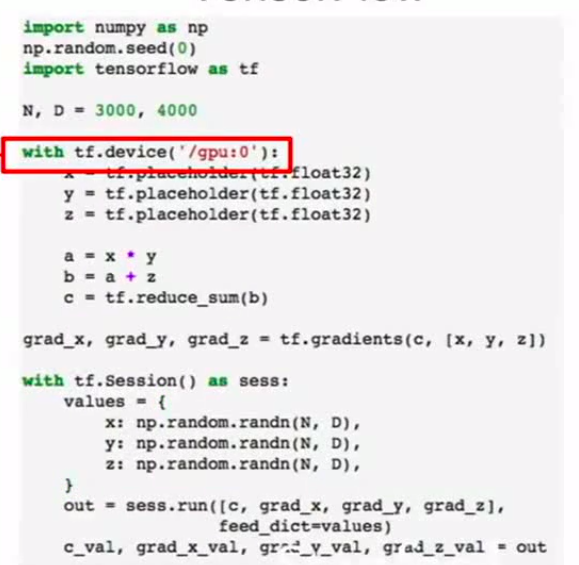 import numpy as np
np.random.seed(0)
import tensorflow as tf
N, D = 3000, 4000
with tf.device('/gpu:0'):
x = tf.placeholder(tf.float32)
y = tf.placeholder(tf.float32)
z = tf.placeholder(tf.float32)
a = x * y
b = a + z
c = tf.reduce_sum(b)
grad_x, grad_y, grad_z = tf.gradients(c, [x, y, z])
with tf.Session() as sess:
values = {
x: np.random.randn(N, D),
y: np.random.randn(N, D),
z: np.random.randn(N, D),
}
out = sess.run([c, grad_x, grad_y, grad_z],
feed_dict=values)
c_val, grad_x_val, grad_y_val, grad_z_val = out